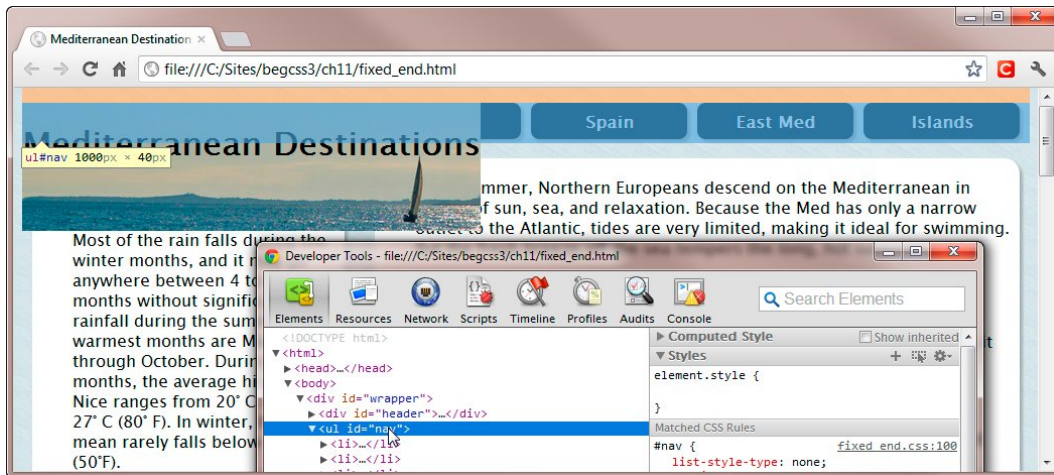 Mediterranean Destination
file:///C:/Sites/begcss3/ch11/fixed_end.html
Spain East Med Islands
Mediterranean Destinations
ul#nav 1000px × 40px
mmer, Northern Europeans descend on the Mediterranean in
of sun, sea, and relaxation. Because the Med has only a narrow
outlet to the Atlantic, tides are very limited, making it ideal for swimming.
Most of the rain falls during the
winter months, and it
anywhere between 4 to
months without signific
rainfall during the sum
warmest months are M
through October. Durin
months, the average hi
Nice ranges from 20° C
27° C (80° F). In winter,
mean rarely falls below
(50°F).
Developer Tools - file:///C:/Sites/begcss3/ch11/fixed_end.html
Elements Resources Network Scripts Timeline Profiles Audits Console
Search Elements
<!DOCTYPE html>
▼<html>
▶<head>…</head>
▼<body>
▼<div id="wrapper">
▶<div id="header">…</div>
▼<ul id="nav">
▶<li>…</li>
▶<li>…</li>
▶ Computed Style Show inherited
▼ Styles
element.style {
}
Matched CSS Rules
#nav { fixed_end.css:100
list-style-type: none;